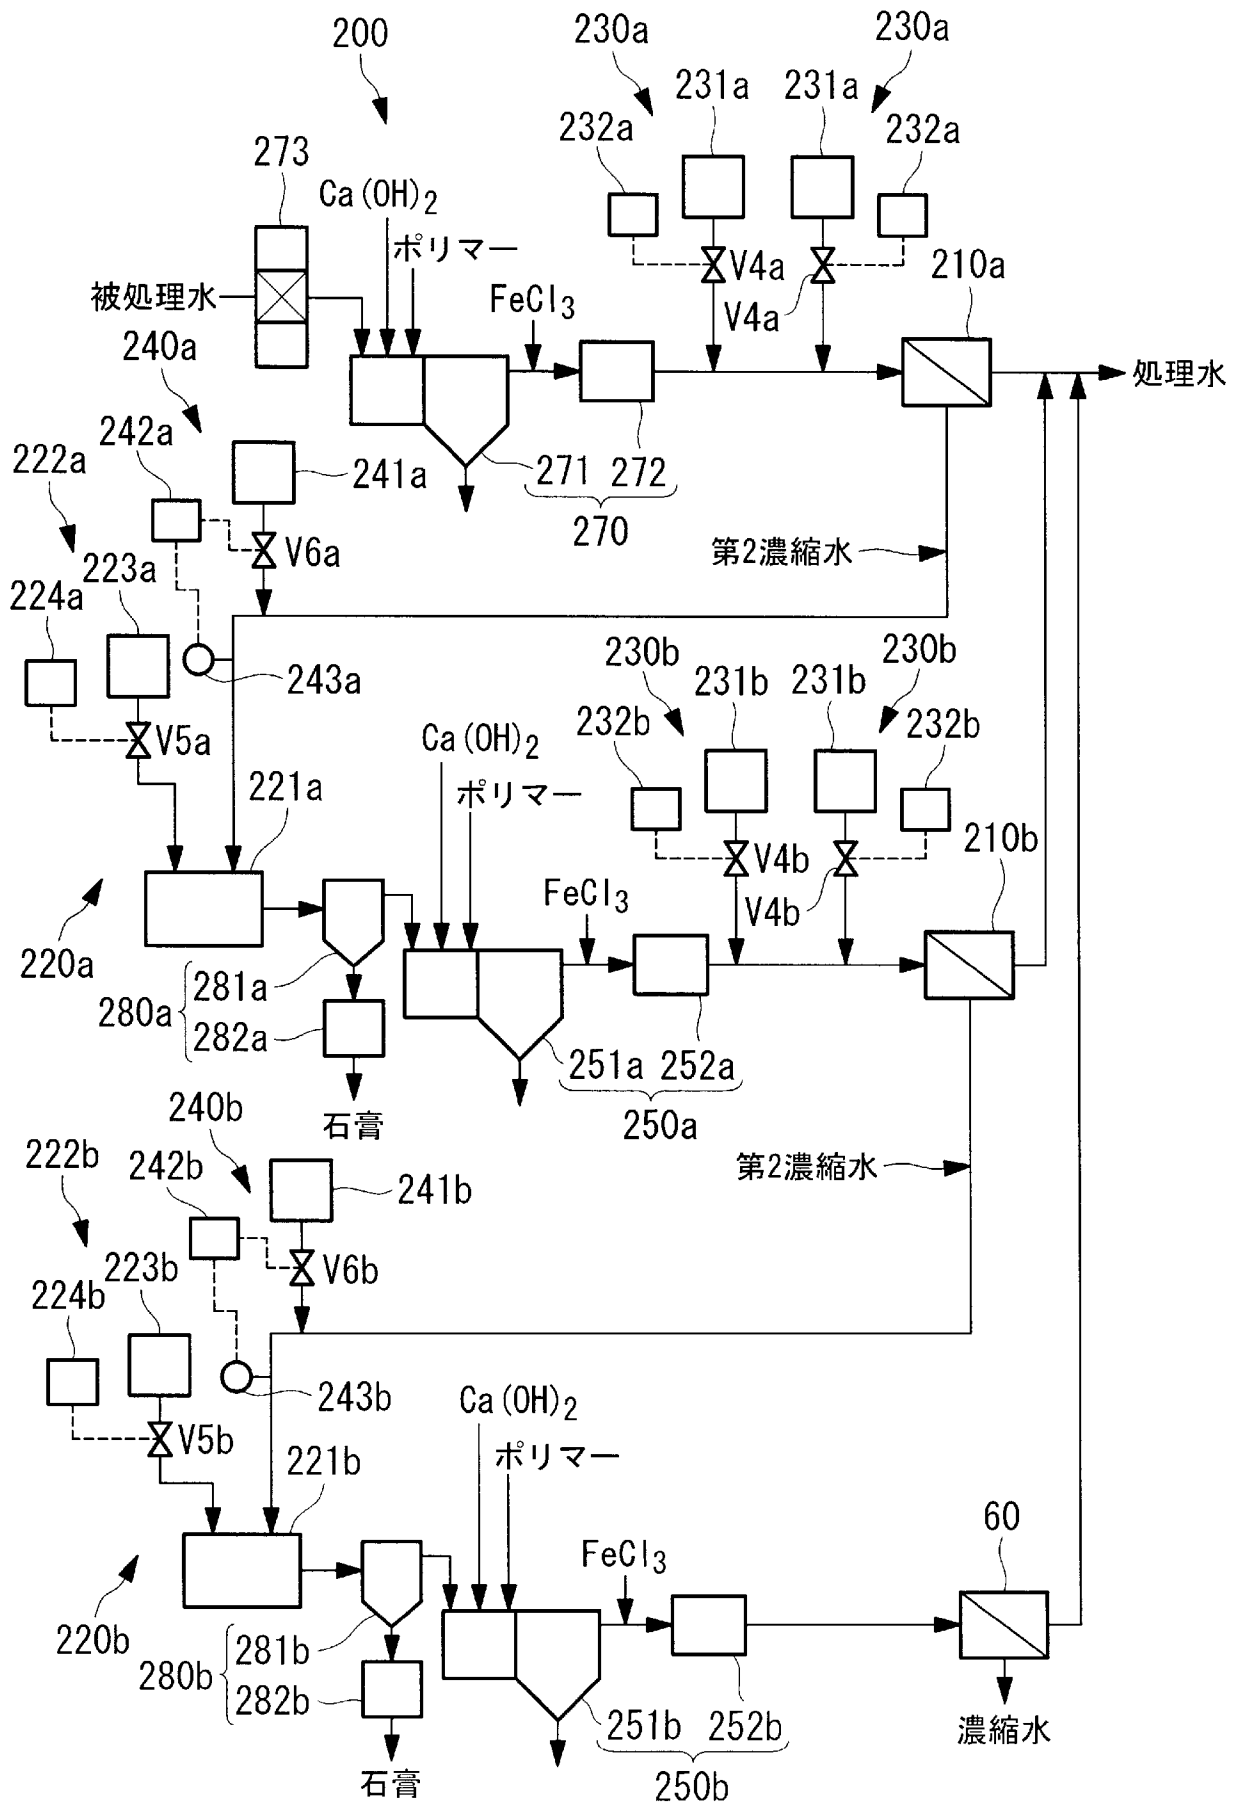 200
230a
230a
231a
231a
232a
232a
273
Ca(OH)2
ポリマー
被処理水
FeCl3
V4a
V4a
210a
処理水
240a
242a
241a
271
272
270
222a
V6a
第2濃縮水
223a
224a
243a
V5a
230b
230b
231b
231b
232b
232b
Ca(OH)2
ポリマー
221a
V4b
V4b
210b
FeCl3
220a
281a
280a
282a
251a
252a
250a
石膏
240b
242b
241b
222b
第2濃縮水
223b
224b
V6b
243b
V5b
Ca(OH)2
ポリマー
221b
60
FeCl3
220b
281b
280b
282b
251b
252b
250b
濃縮水
石膏